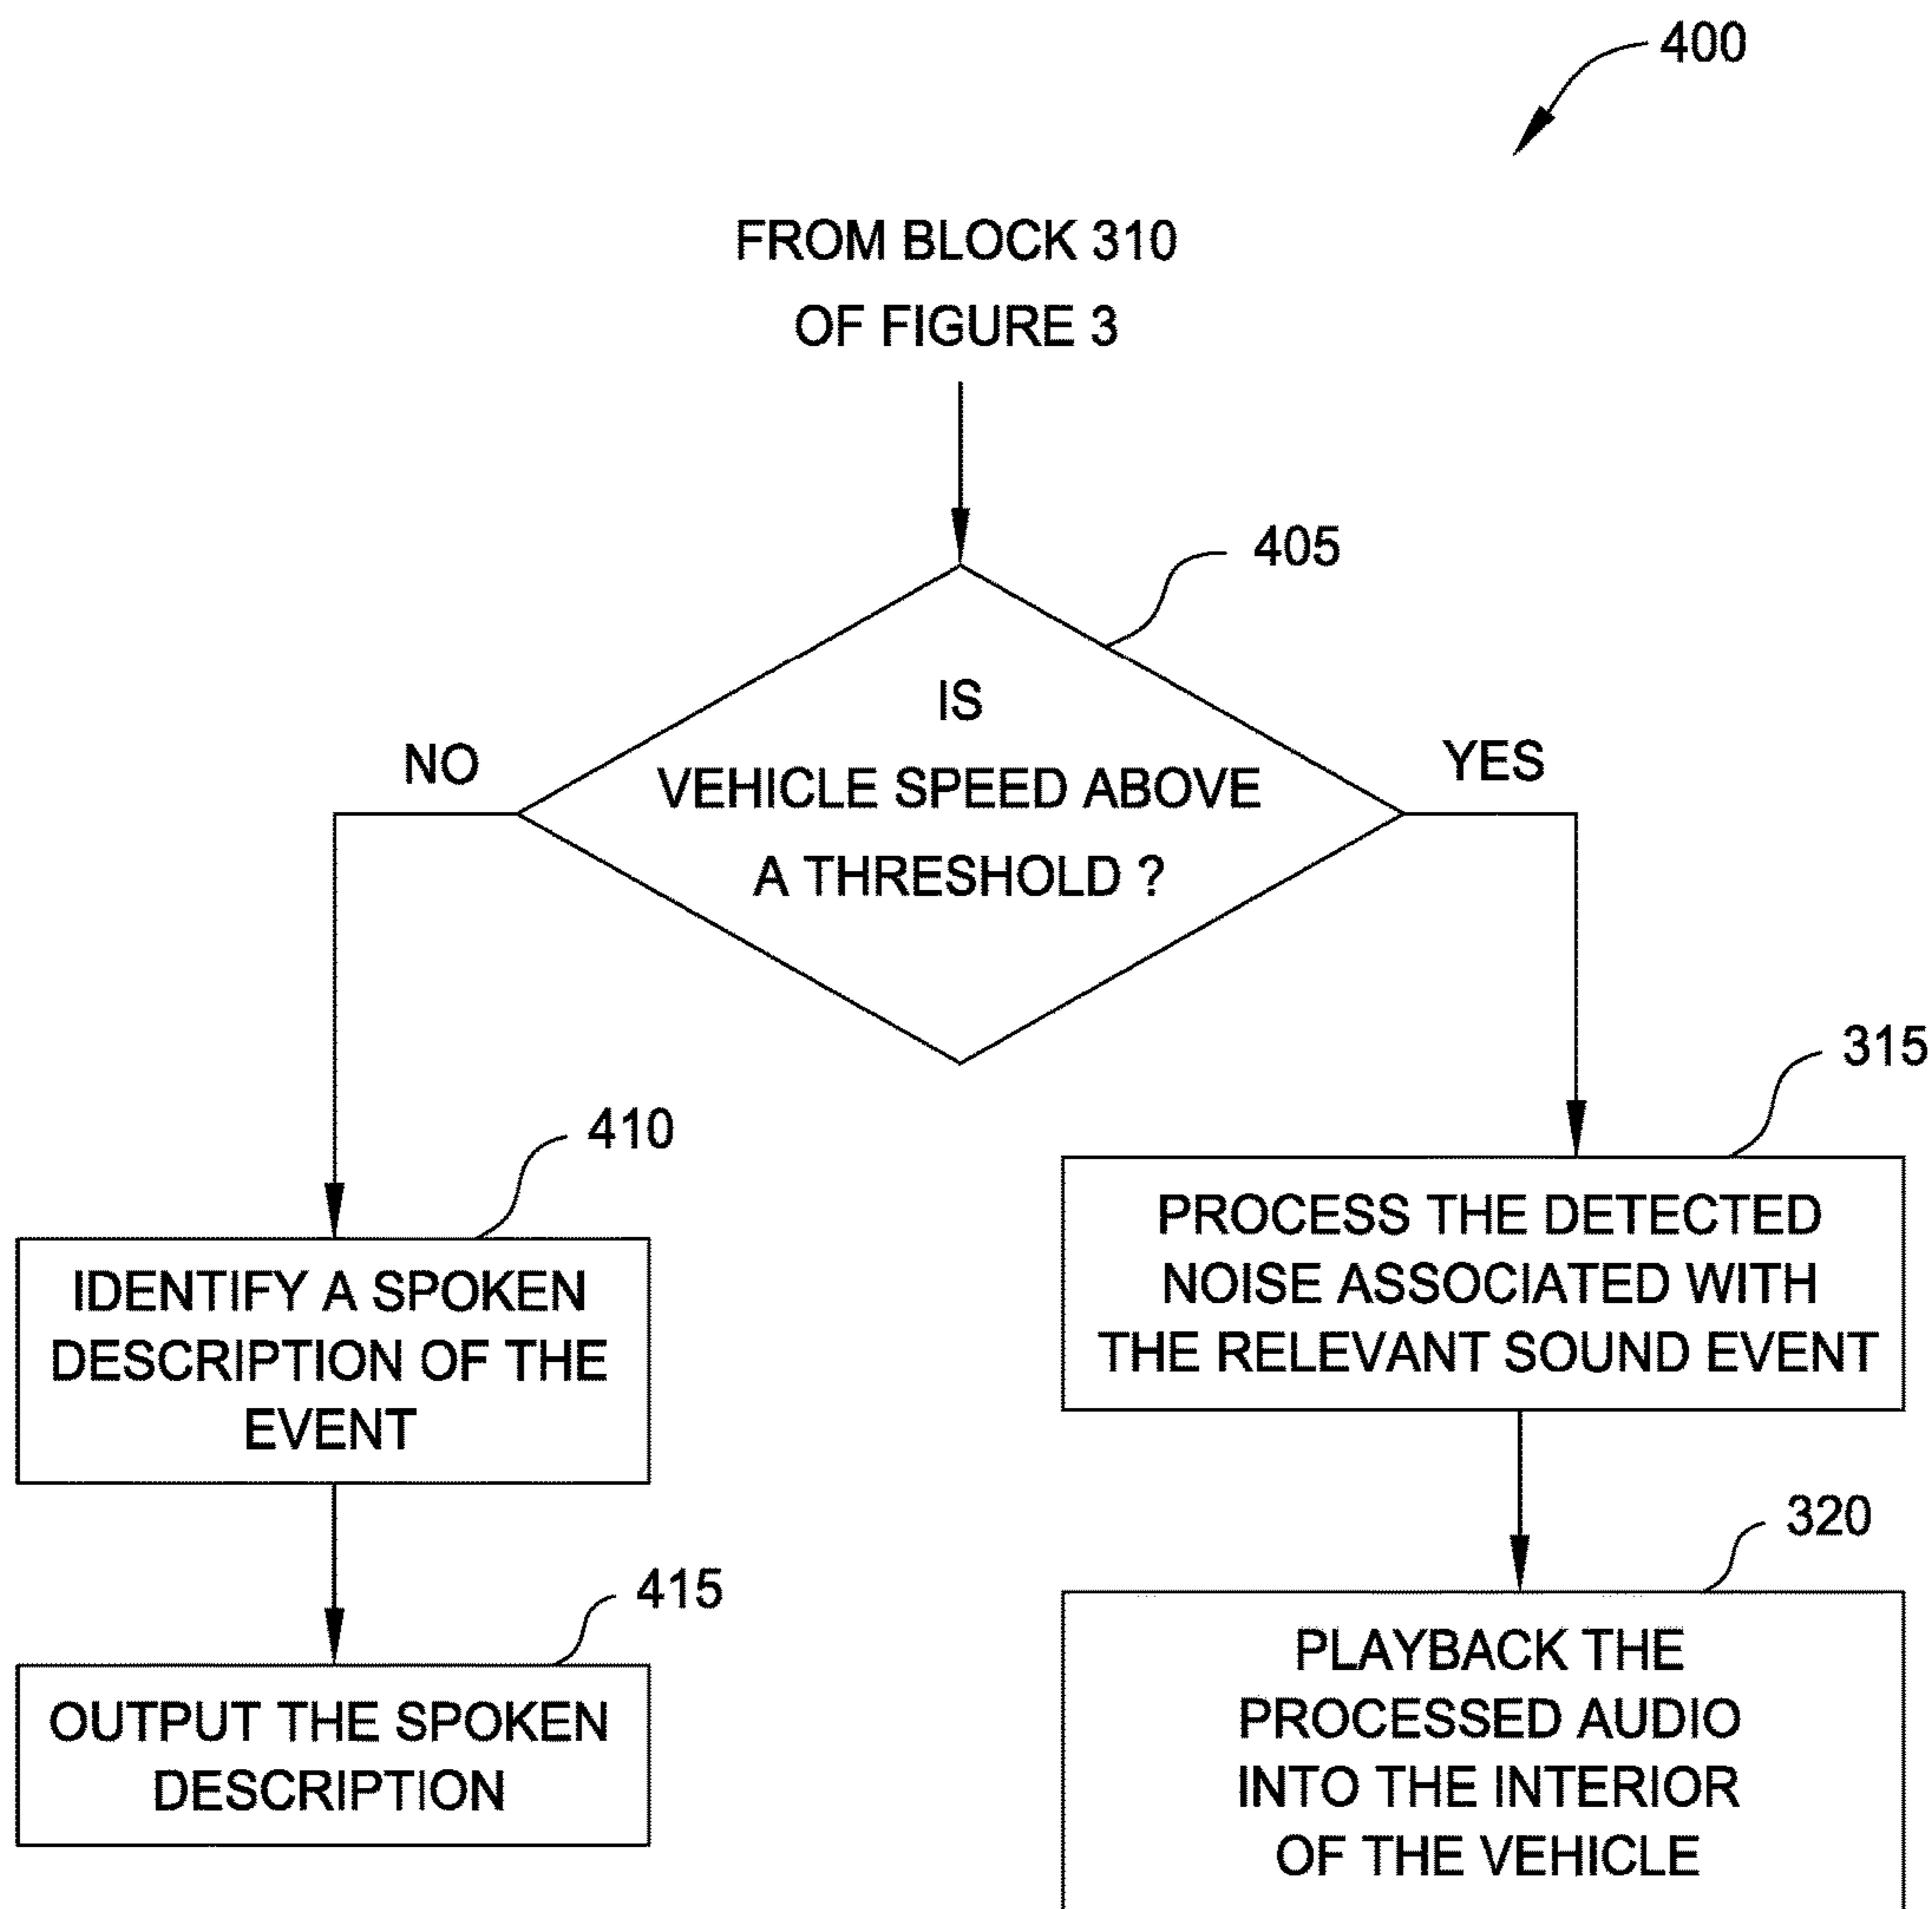 400
FROM BLOCK 310
OF FIGURE 3
405
IS
VEHICLE SPEED ABOVE
A THRESHOLD ?
NO
YES
410
IDENTIFY A SPOKEN
DESCRIPTION OF THE
EVENT
415
OUTPUT THE SPOKEN
DESCRIPTION
315
PROCESS THE DETECTED
NOISE ASSOCIATED WITH
THE RELEVANT SOUND EVENT
320
PLAYBACK THE
PROCESSED AUDIO
INTO THE INTERIOR
OF THE VEHICLE